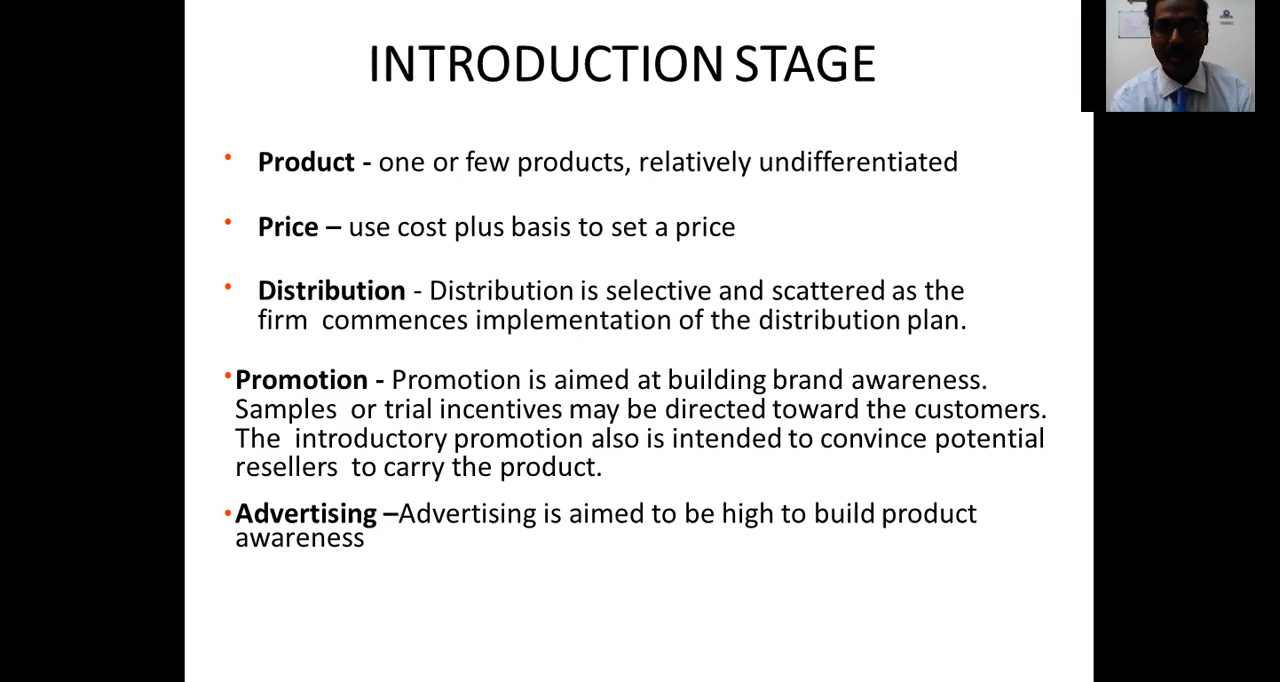 INTRODUCTION STAGE
• Product - one or few products, relatively undifferentiated
• Price – use cost plus basis to set a price
• Distribution - Distribution is selective and scattered as the
firm commences implementation of the distribution plan.
• Promotion - Promotion is aimed at building brand awareness.
Samples or trial incentives may be directed toward the customers.
The introductory promotion also is intended to convince potential
resellers to carry the product.
• Advertising –Advertising is aimed to be high to build product
awareness